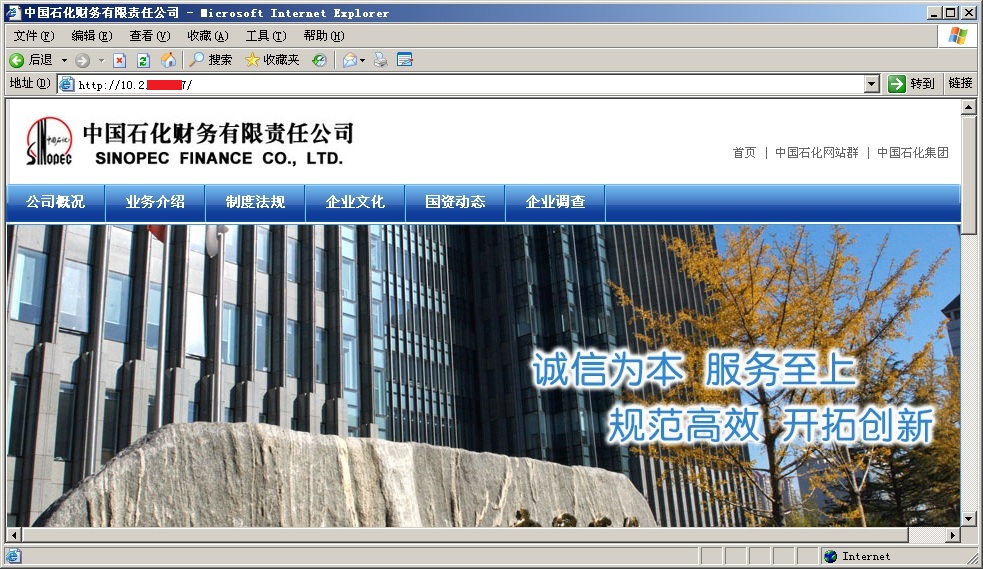 中国石化财务有限责任公司 - Microsoft Internet Explorer
文件(F) 编辑(E) 查看(V) 收藏(A) 工具(T) 帮助(H)
后退 搜索 收藏夹
地址(D) http://10.2. 7/ 转到 链接
中国石化财务有限责任公司
SINOPEC SINOPEC FINANCE CO., LTD.
首页 | 中国石化网站群 | 中国石化集团
公司概况 业务介绍 制度法规 企业文化 国资动态 企业调查
诚信为本 服务至上
规范高效 开拓创新
Internet